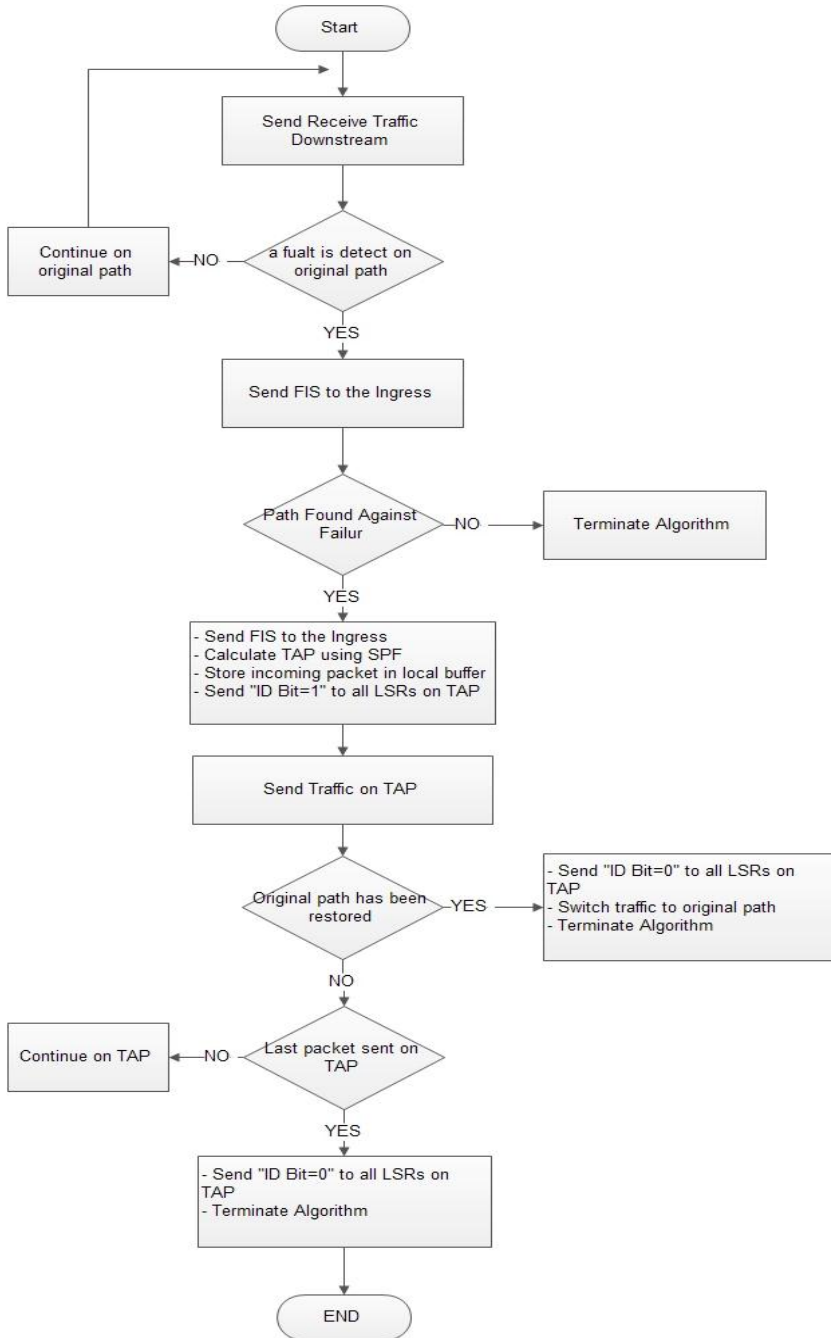 Start
Send Receive Traffic
Downstream
Continue on
original path
NO
a fualt is detect on
original path
YES
Send FIS to the Ingress
Path Found Against
Failur
NO
Terminate Algorithm
YES
- Send FIS to the Ingress
- Calculate TAP using SPF
- Store incoming packet in local buffer
- Send "ID Bit=1" to all LSRs on TAP
Send Traffic on TAP
Original path has been
restored
YES
- Send "ID Bit=0" to all LSRs on
TAP
- Switch traffic to original path
- Terminate Algorithm
NO
Continue on TAP
NO
Last packet sent on
TAP
YES
- Send "ID Bit=0" to all LSRs on
TAP
- Terminate Algorithm
END